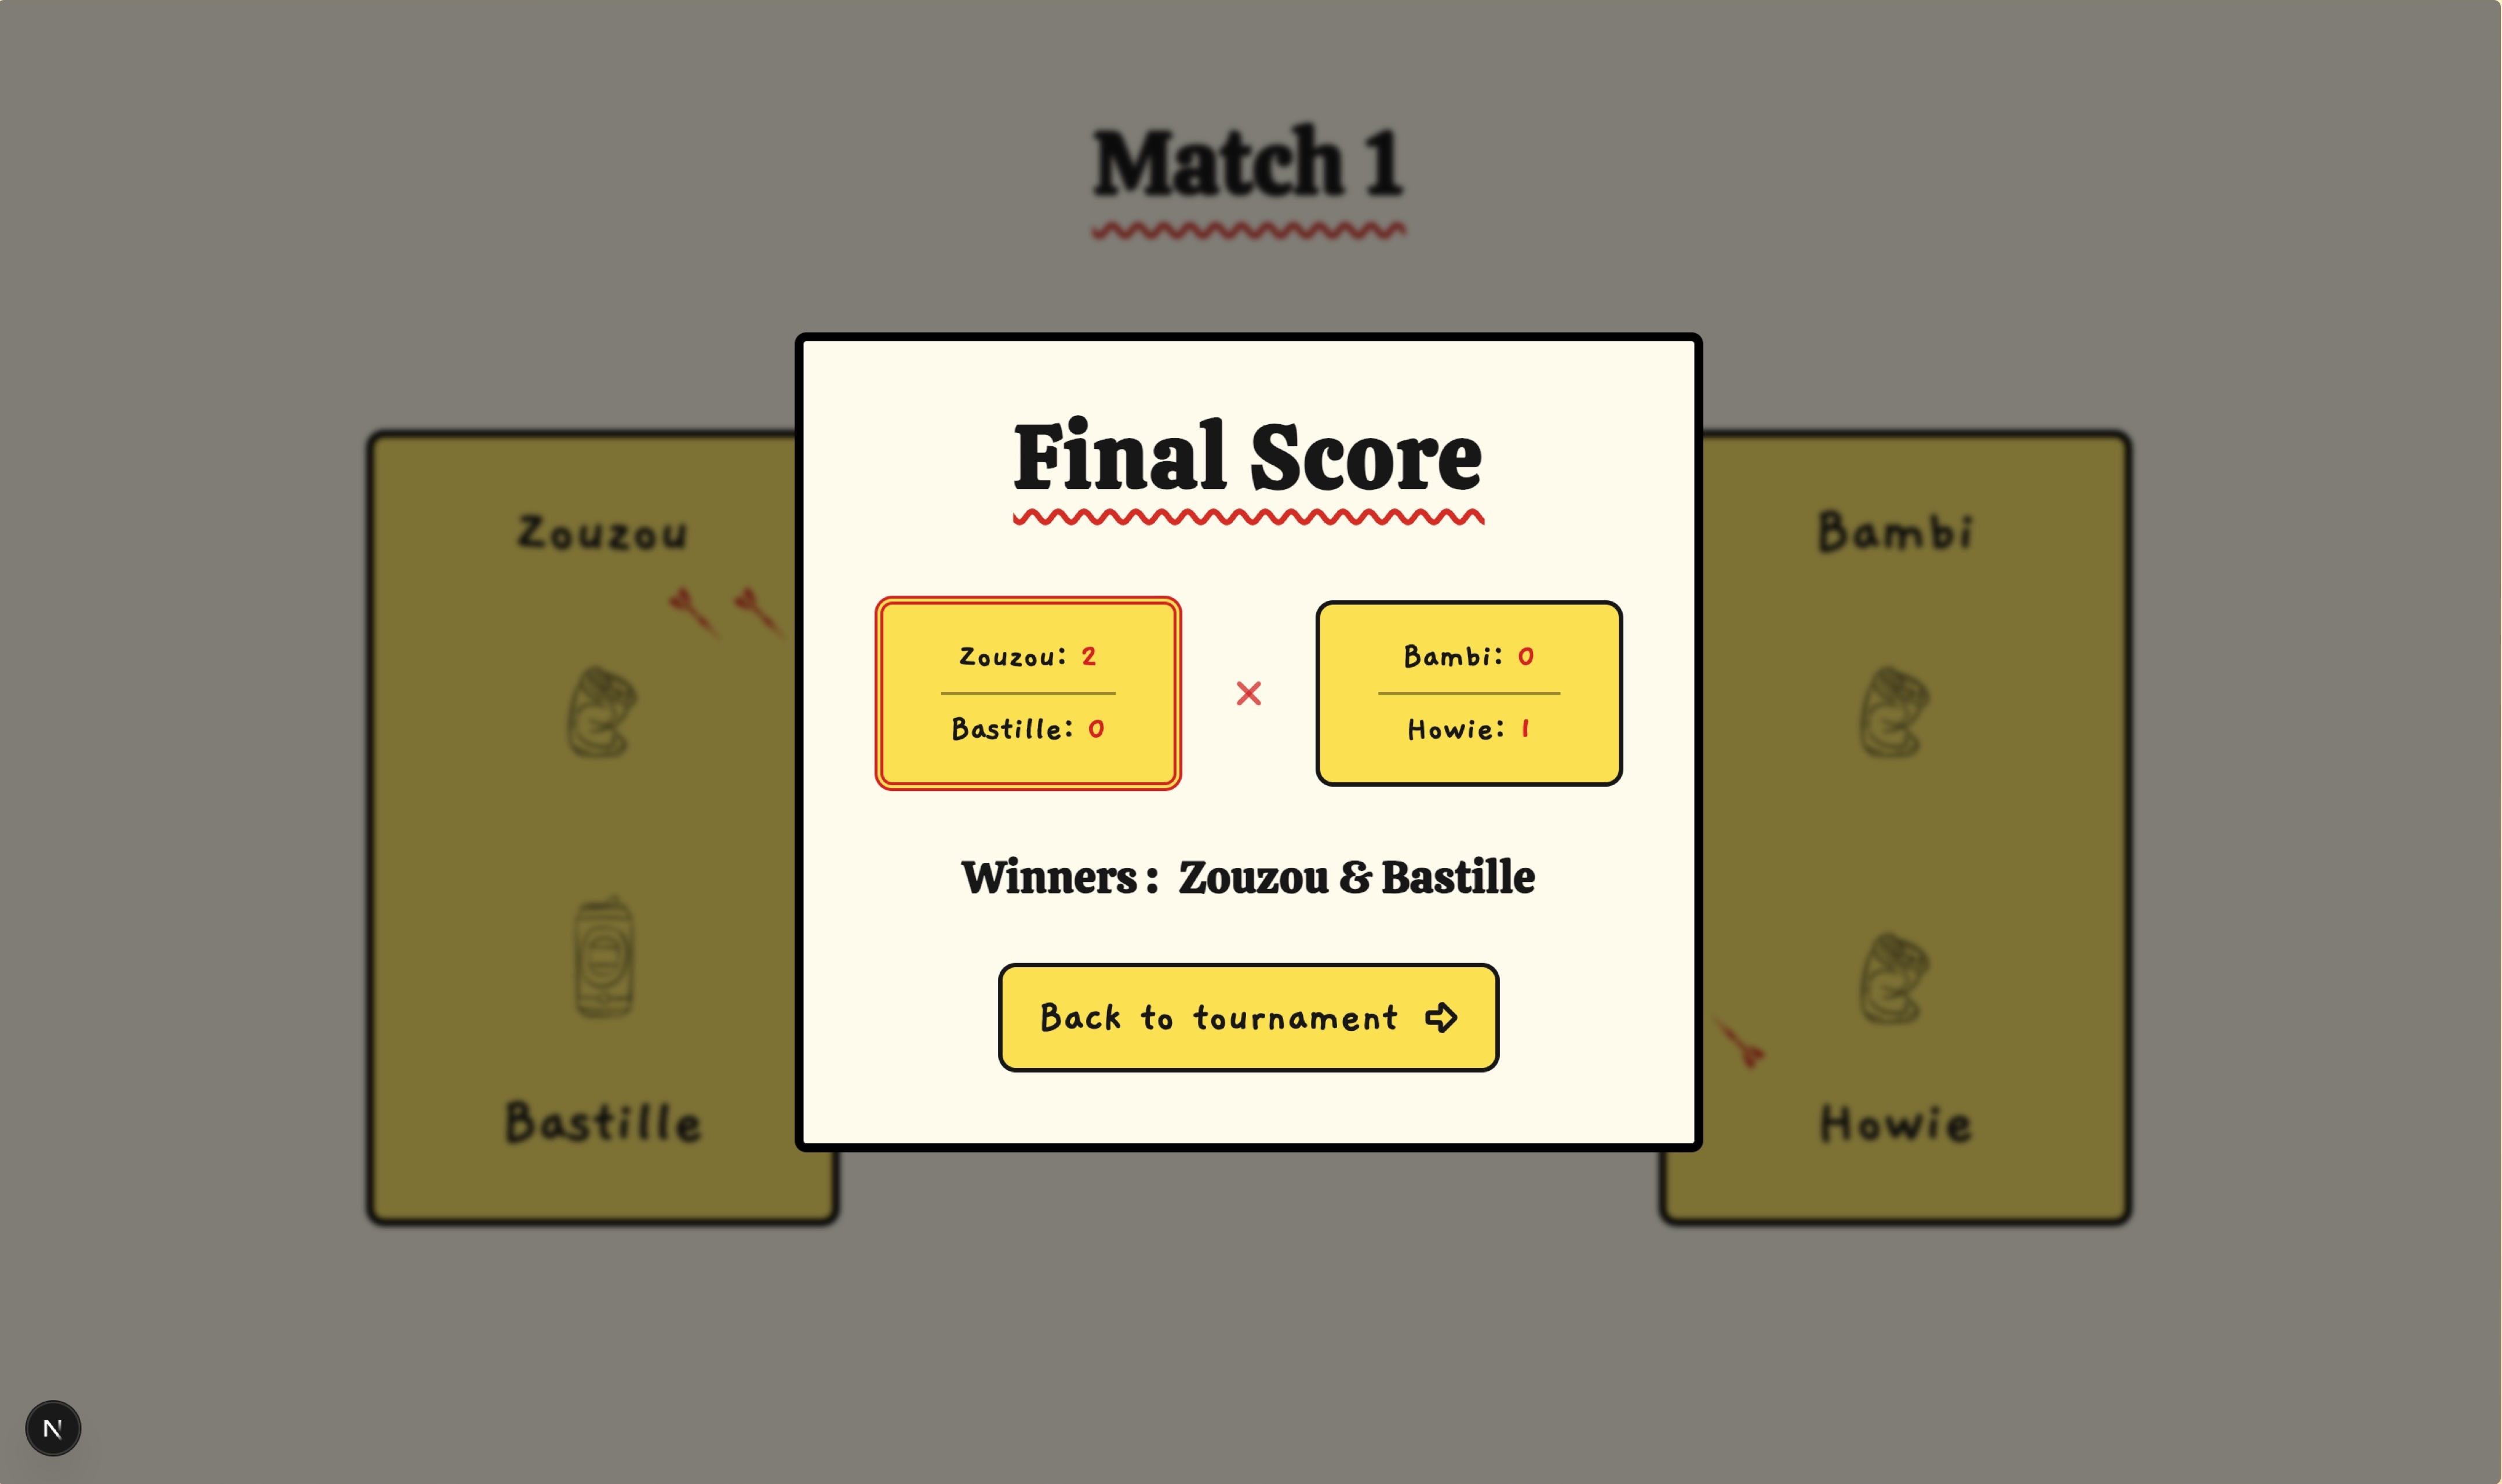 Match 1
Final Score
Zouzou
Bambi
Zouzou: 2
Bastille: 0
×
Bambi: 0
Howie: 1
Winners : Zouzou & Bastille
Back to tournament ⇨
Bastille
Howie
N